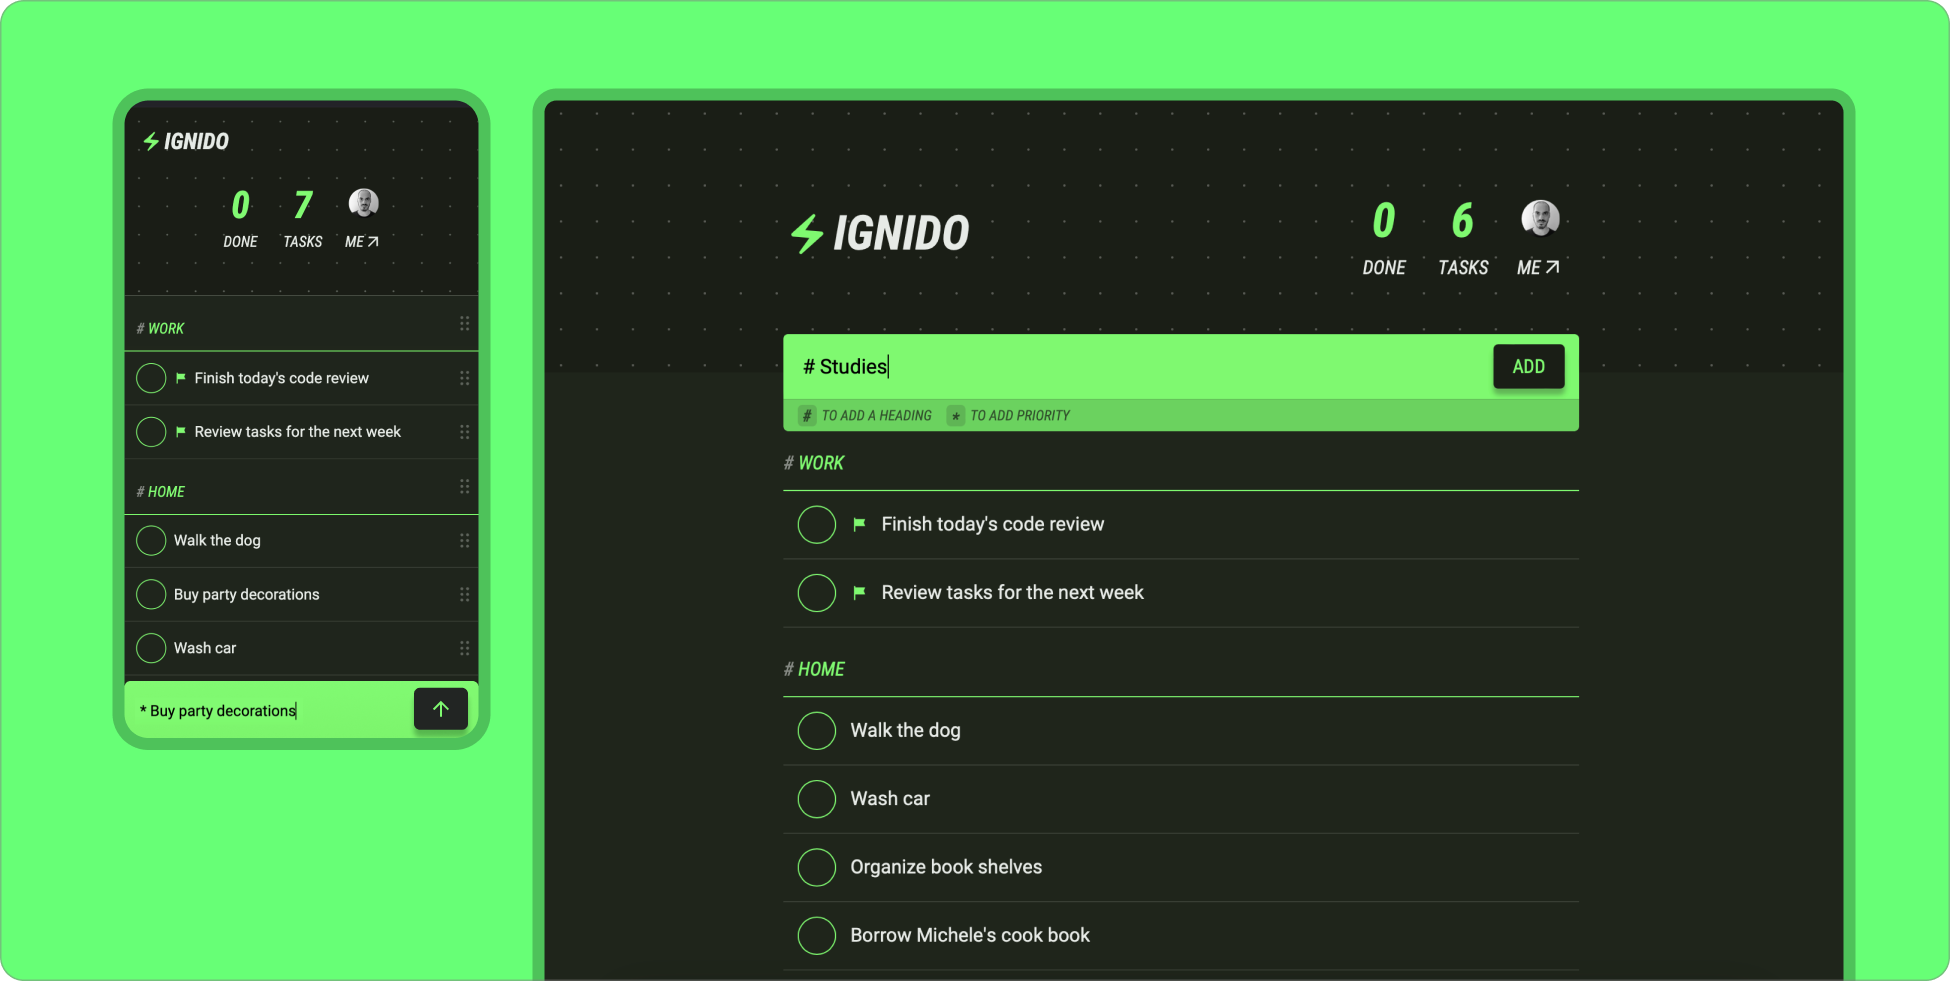 IGNIDO
0 7
DONE TASKS ME
# WORK
Finish today's code review
Review tasks for the next week
# HOME
Walk the dog
Buy party decorations
Wash car
* Buy party decorations
IGNIDO
0 6
DONE TASKS ME
# Studies
ADD
# TO ADD A HEADING * TO ADD PRIORITY
# WORK
Finish today's code review
Review tasks for the next week
# HOME
Walk the dog
Wash car
Organize book shelves
Borrow Michele's cook book